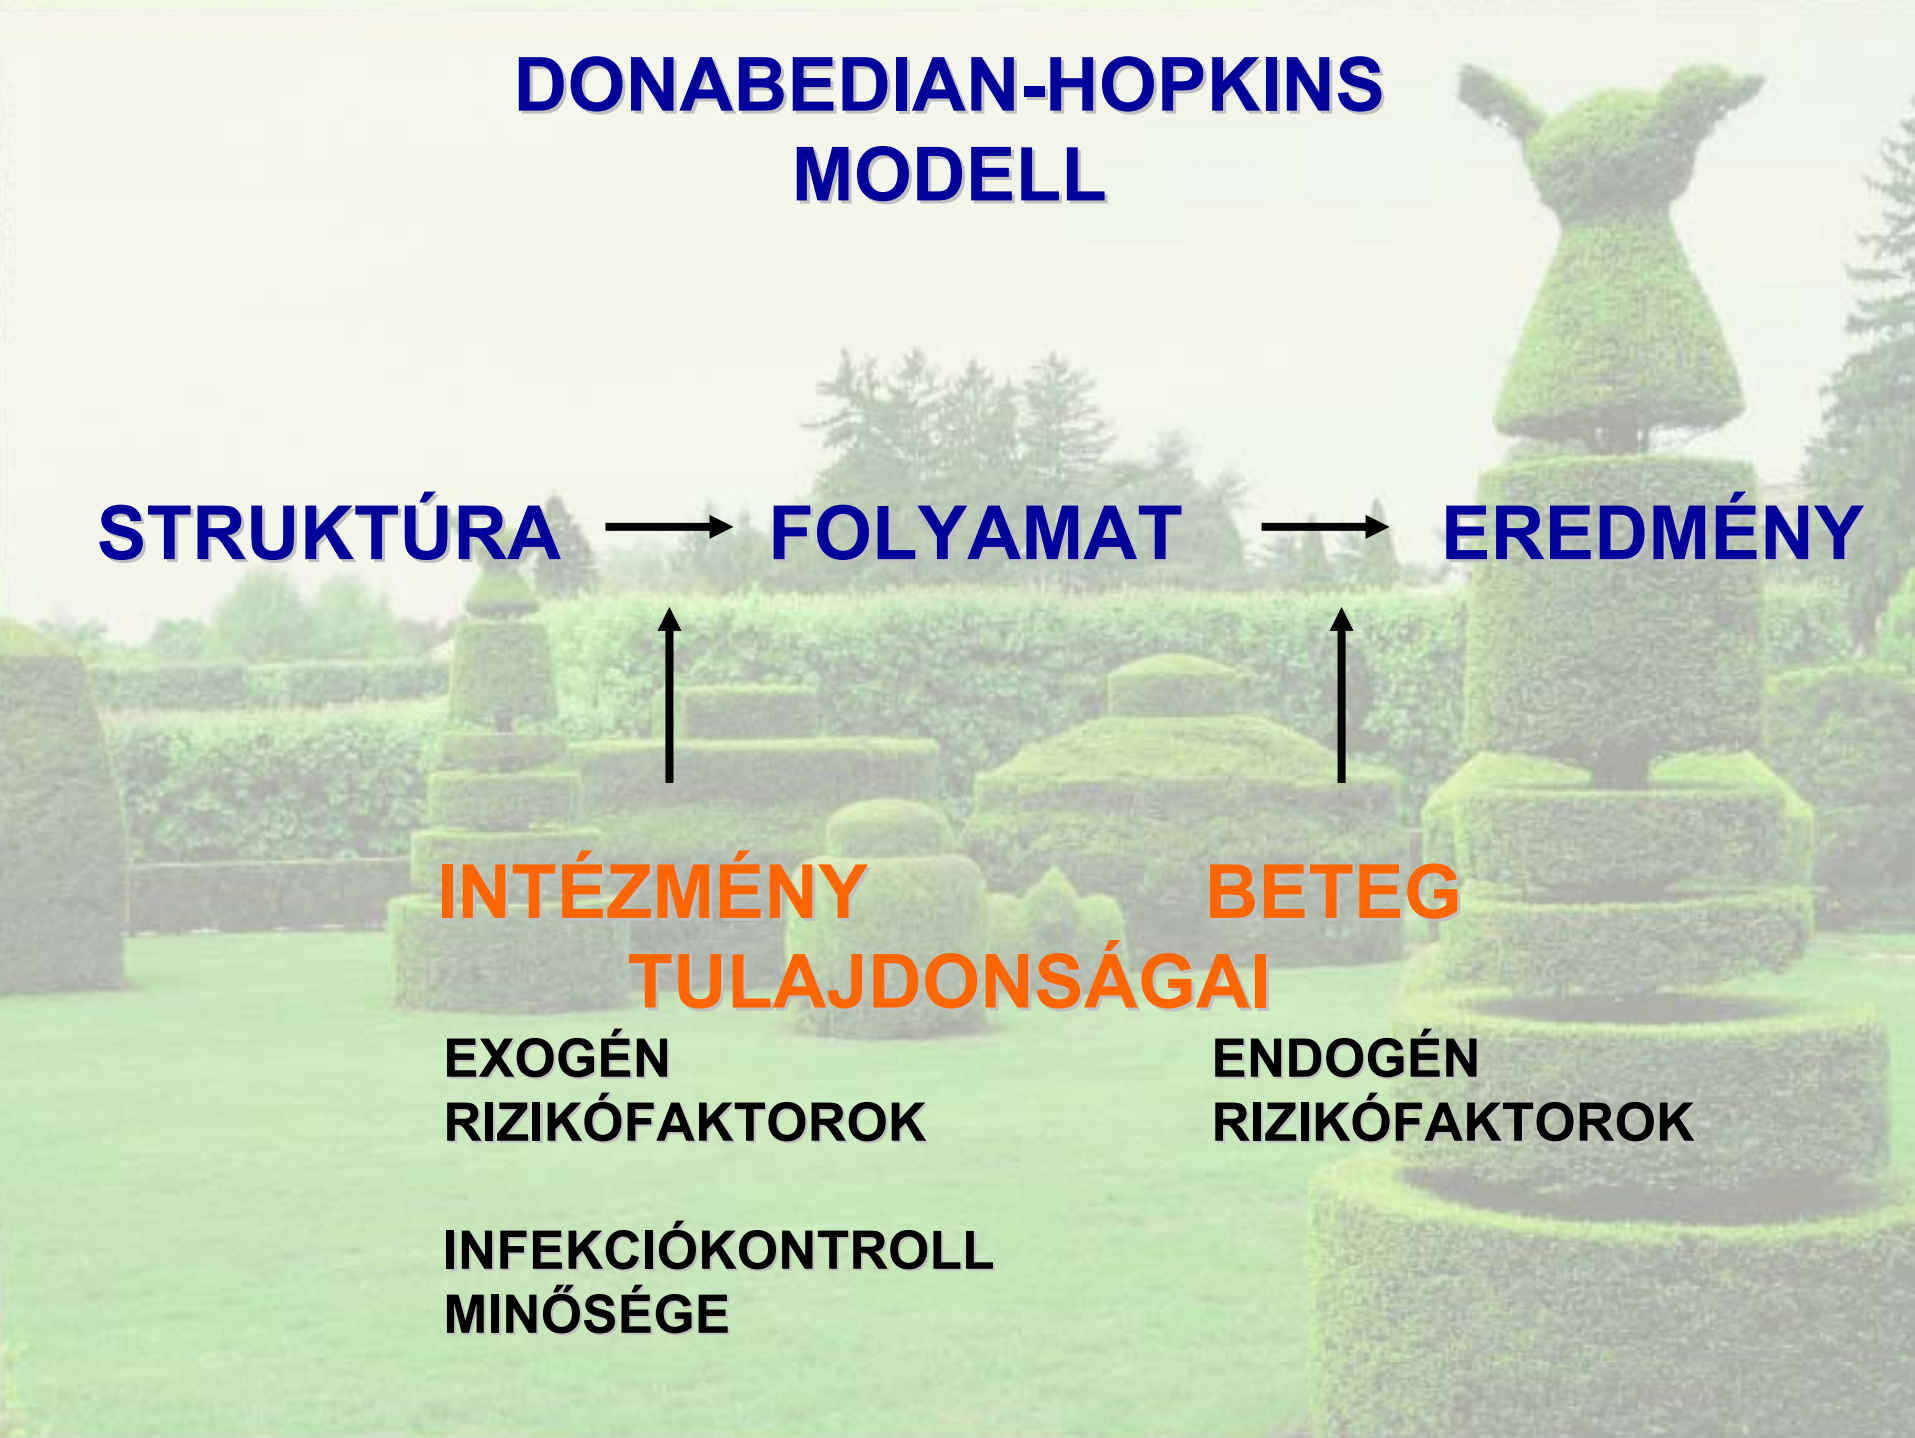 DONABEDIAN-HOPKINS
MODELL
STRUKTÚRA FOLYAMAT EREDMÉNY
INTÉZMÉNY BETEG
TULAJDONSÁGAI
EXOGÉN ENDOGÉN
RIZIKÓFAKTOROK RIZIKÓFAKTOROK
INFEKCIÓKONTROLL
MINŐSÉGE